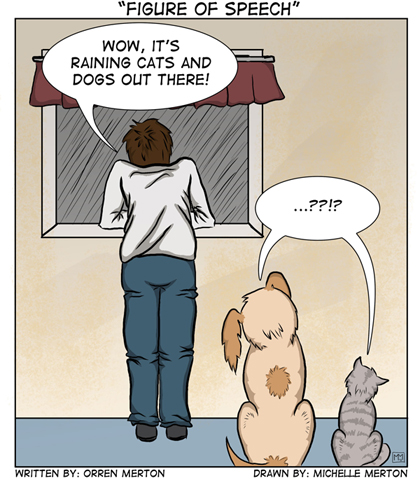 "FIGURE OF SPEECH"
WOW, IT'S
RAINING CATS AND
DOGS OUT THERE!
...??!?
MM
WRITTEN BY: ORREN MERTON
DRAWN BY: MICHELLE MERTON